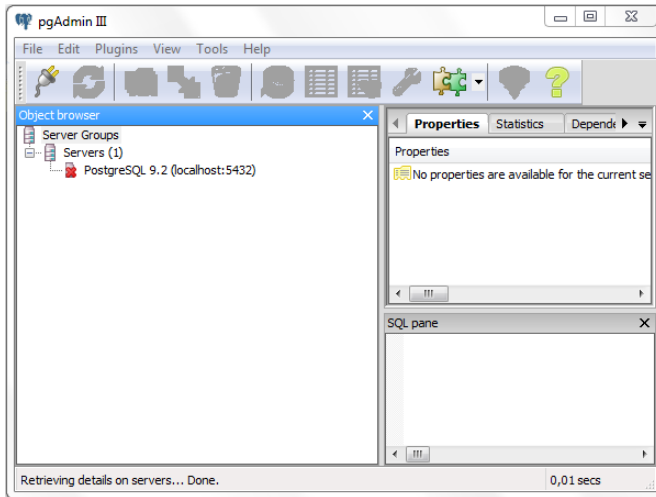 pgAdmin III
File Edit Plugins View Tools Help
Object browser
Server Groups
Servers (1)
PostgreSQL 9.2 (localhost:5432)
Properties Statistics Depende
Properties
No properties are available for the current se
SQL pane
Retrieving details on servers... Done.
0,01 secs